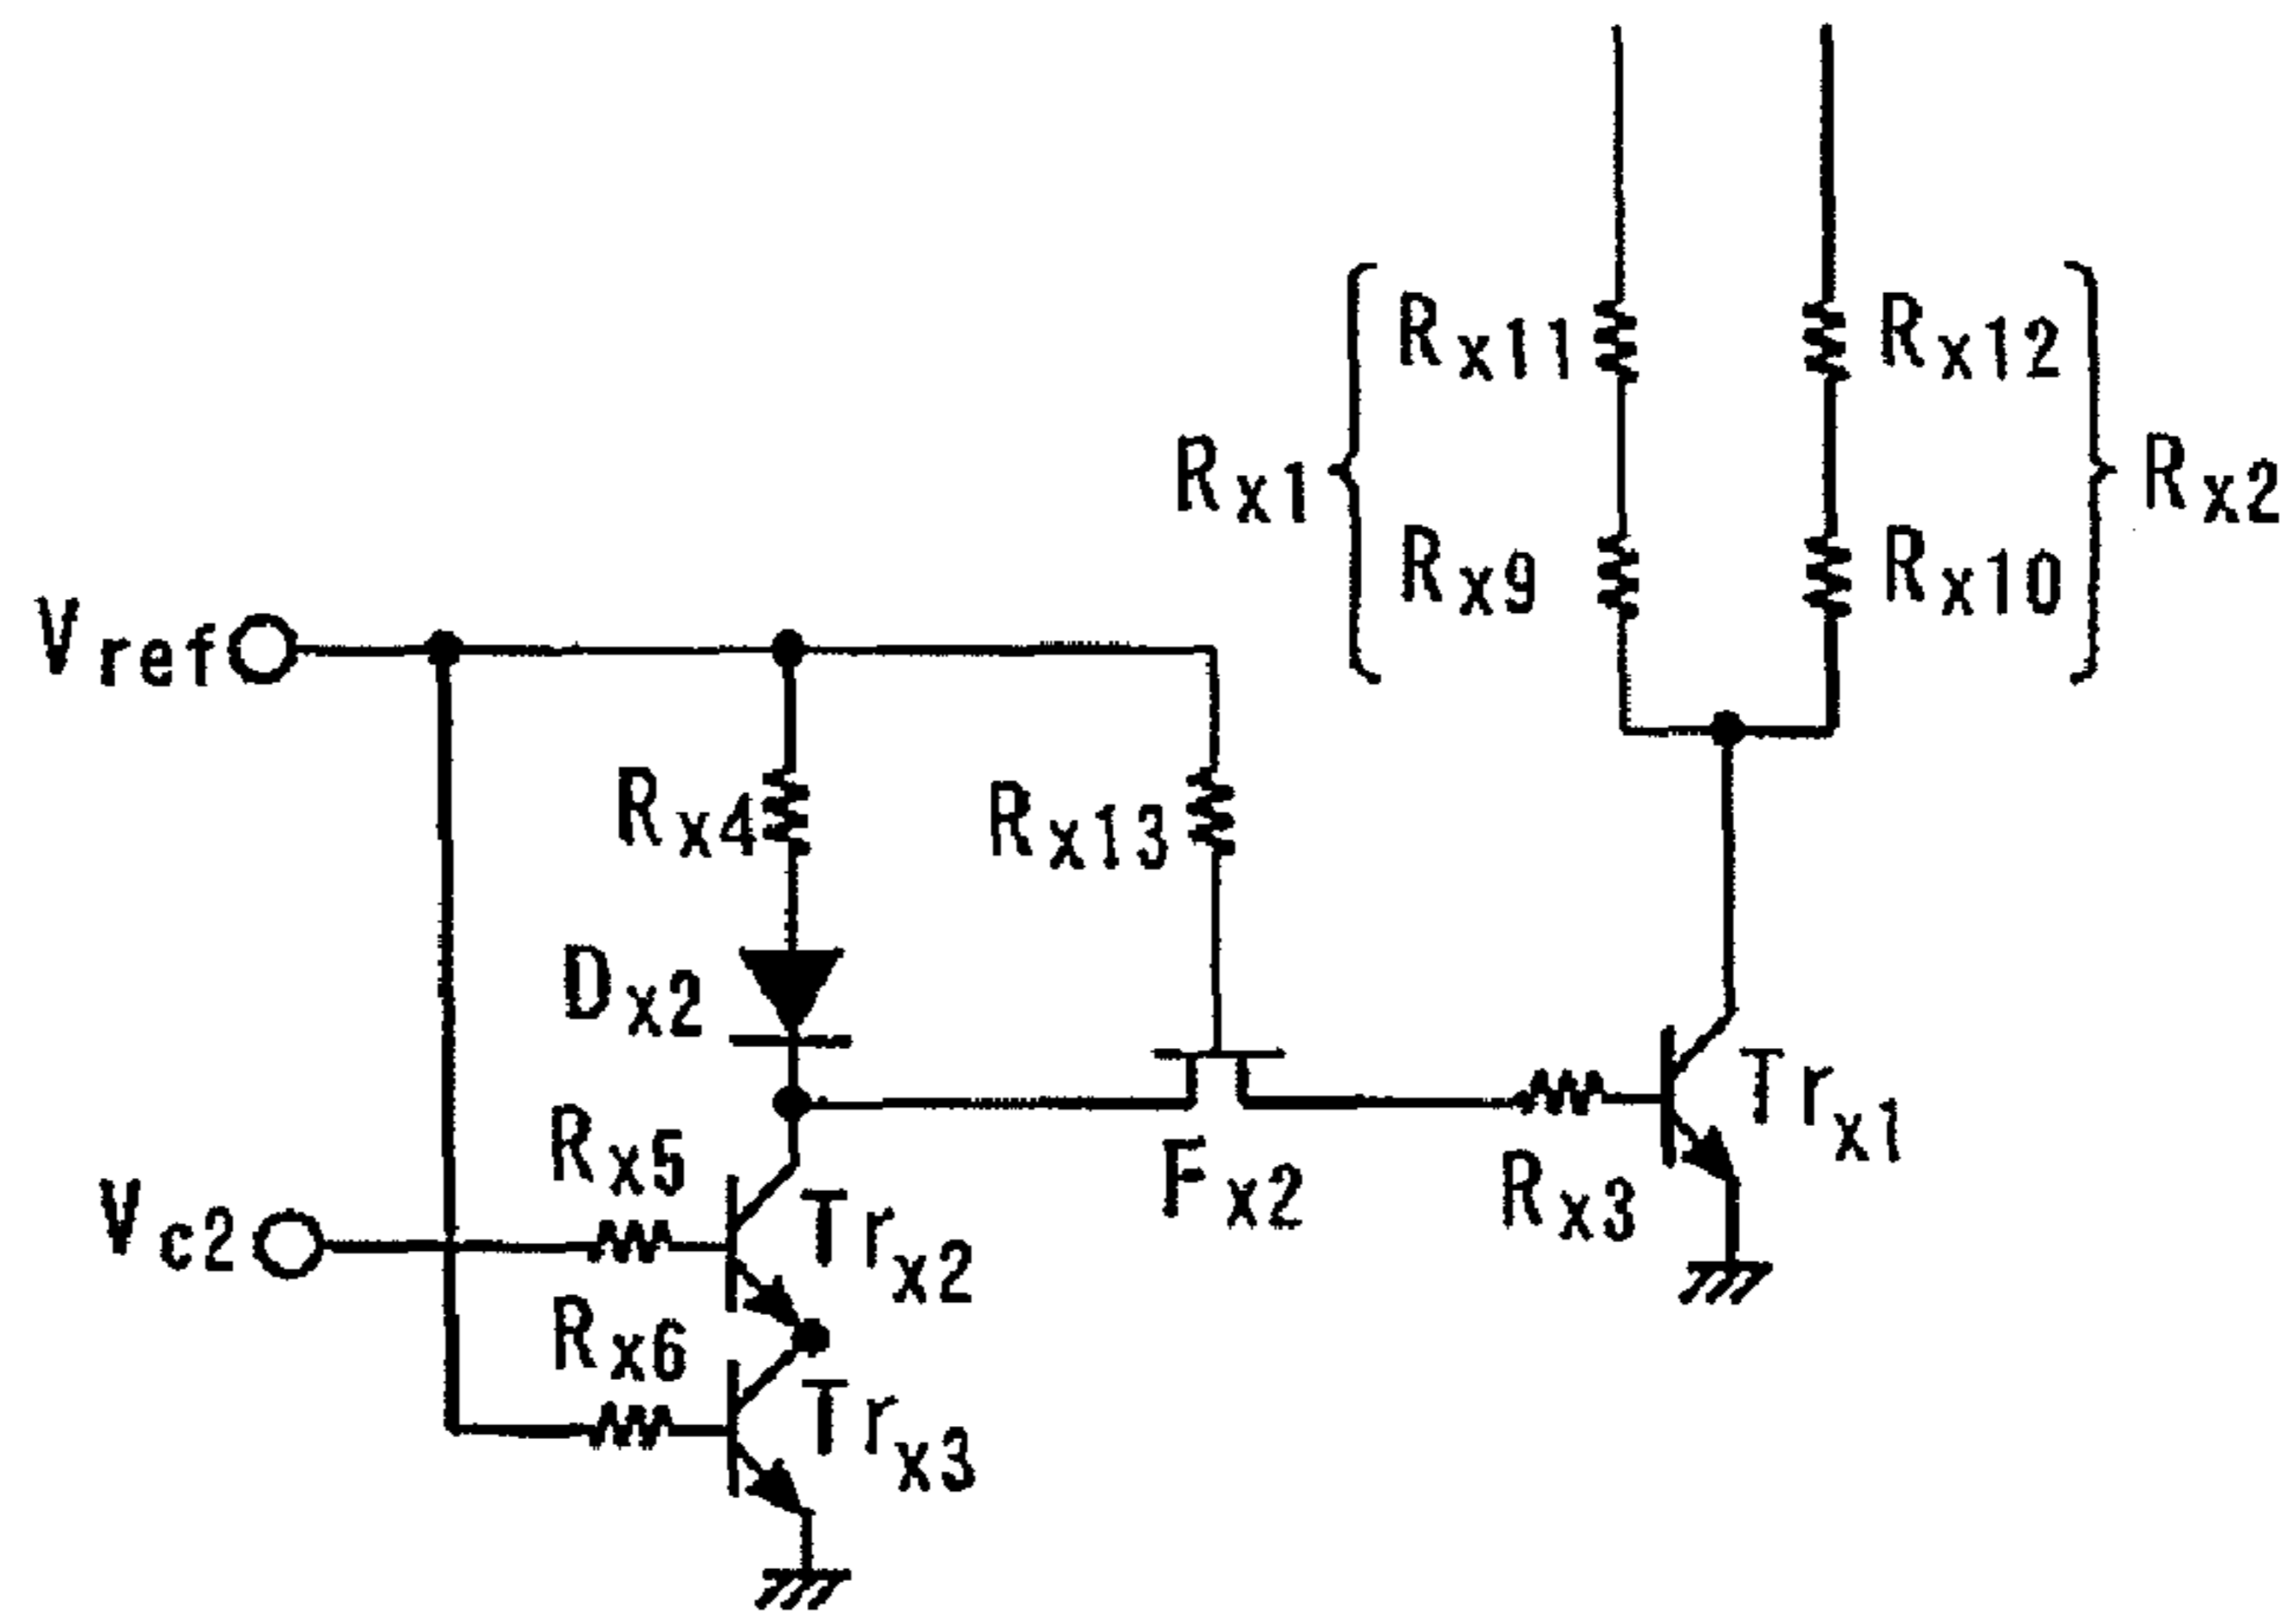 Rx11
Rx12
Rx1
Rx2
Rx9
Rx10
Vref
Rx4
Rx13
Dx2
Rx5
Trx1
Fx2
Rx3
Vc2
Trx2
Rx6
Trx3